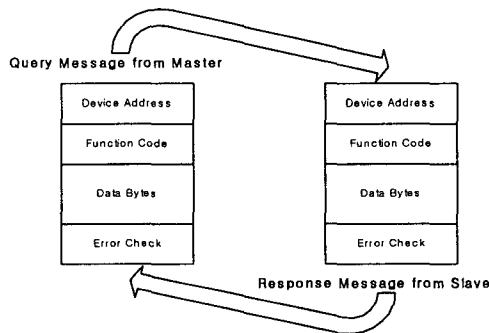 Query Message from Master
Device Address
Function Code
Data Bytes
Error Check
Device Address
Function Code
Data Bytes
Error Check
Response Message from Slave